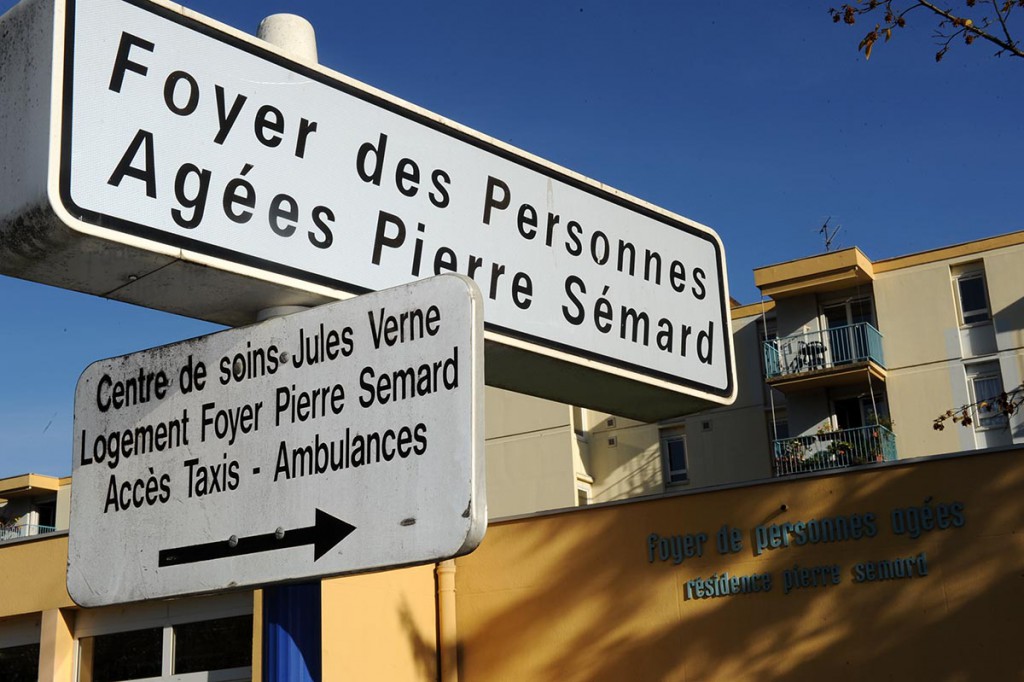 Foyer des Personnes
Agées Pierre Sémard
Centre de soins Jules Verne
Logement Foyer Pierre Semard
Accès Taxis - Ambulances
Foyer de personnes agées
résidence pierre semard